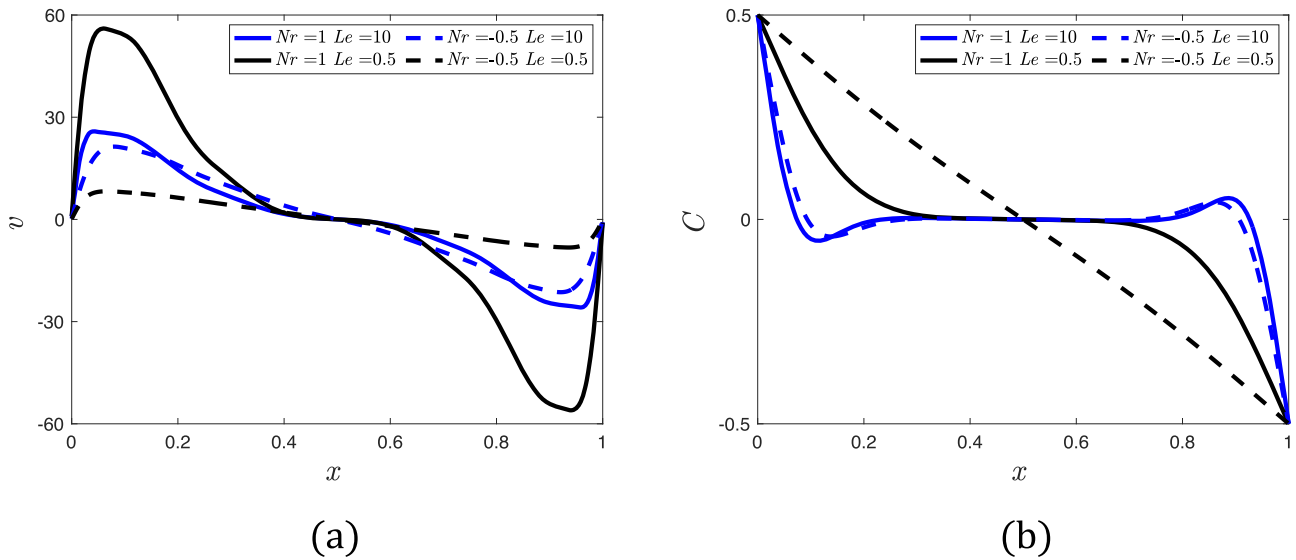 60
30
0
-30
-60
v
Nr =1 Le =10
Nr =-0.5 Le =10
Nr =1 Le =0.5
Nr =-0.5 Le =0.5
0 0.2 0.4 0.6 0.8 1
x
(a)
0.5
0
-0.5
C
Nr =1 Le =10
Nr =-0.5 Le =10
Nr =1 Le =0.5
Nr =-0.5 Le =0.5
0 0.2 0.4 0.6 0.8 1
x
(b)